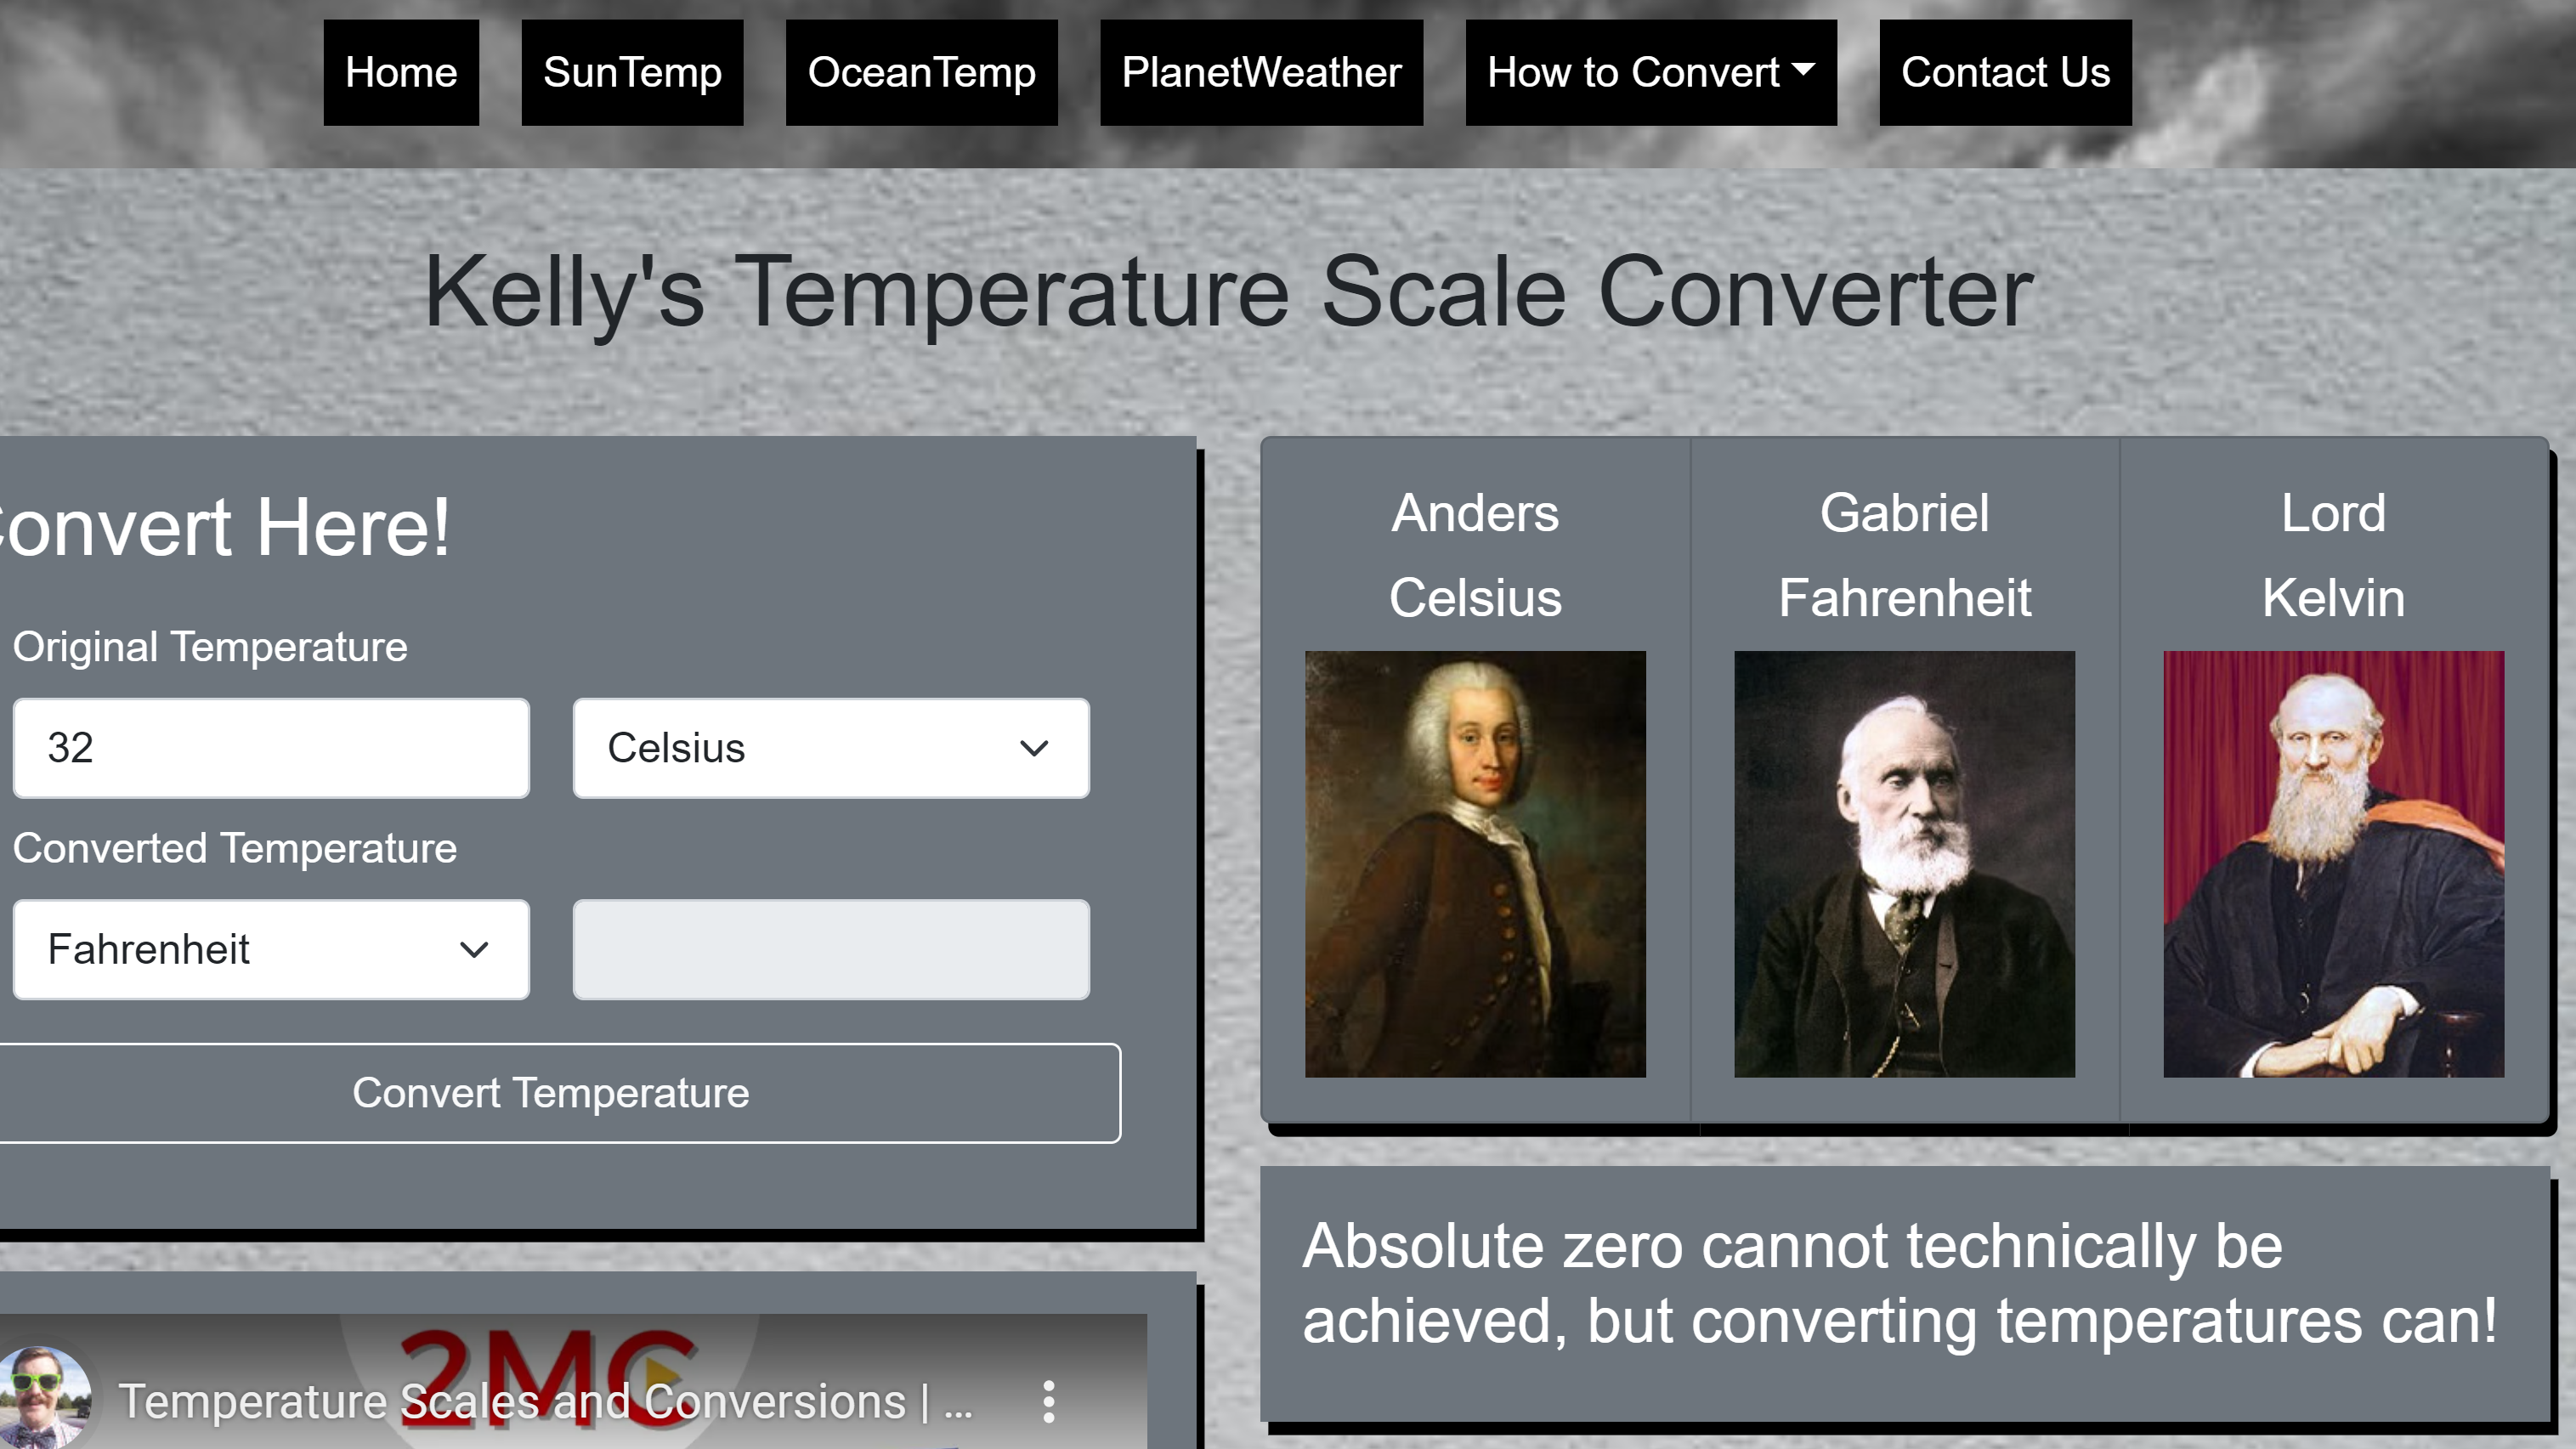 Home SunTemp OceanTemp PlanetWeather How to Convert Contact Us
Kelly's Temperature Scale Converter
Convert Here!
Original Temperature
32 Celsius
Converted Temperature
Fahrenheit
Convert Temperature
2MC
Temperature Scales and Conversions | ...
Anders
Celsius
Gabriel
Fahrenheit
Lord
Kelvin
Absolute zero cannot technically be
achieved, but converting temperatures can!